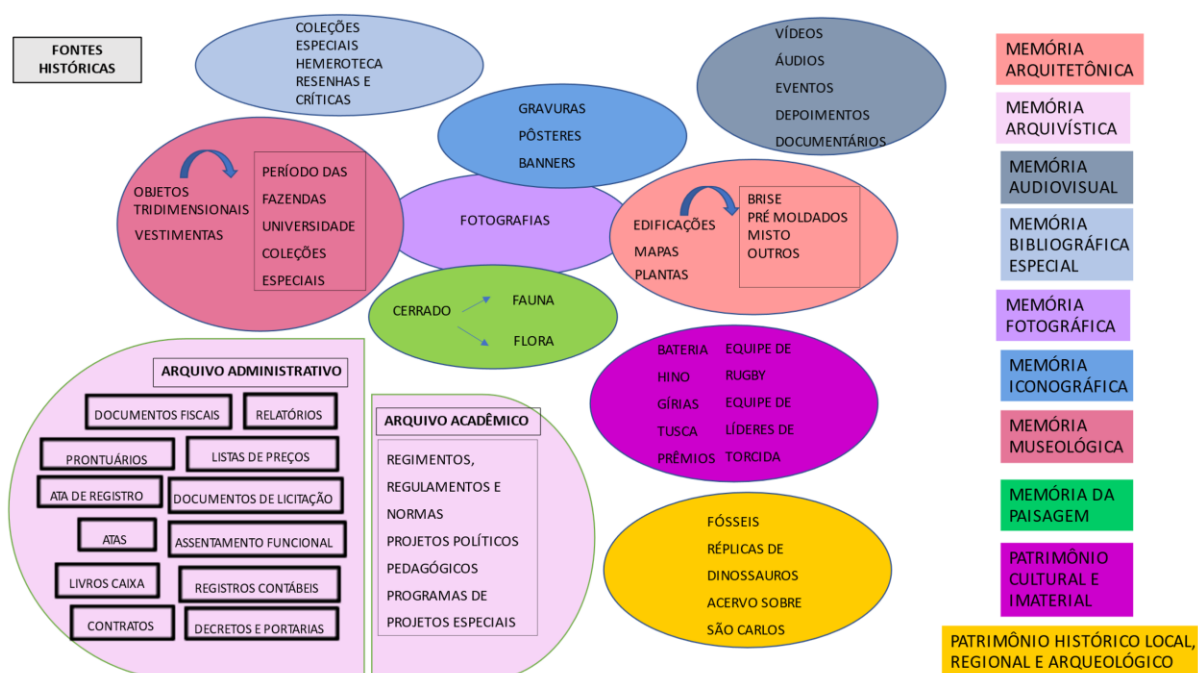 FONTES
HISTÓRICAS
COLEÇÕES
ESPECIAIS
HEMEROTECA
RESENHAS E
CRÍTICAS
GRAVURAS
PÔSTERES
BANNERS
VÍDEOS
ÁUDIOS
EVENTOS
DEPOIMENTOS
DOCUMENTÁRIOS
OBJETOS
TRIDIMENSIONAIS
VESTIMENTAS
PERÍODO DAS
FAZENDAS
UNIVERSIDADE
COLEÇÕES
ESPECIAIS
FOTOGRAFIAS
EDIFICAÇÕES
MAPAS
PLANTAS
BRISE
PRÉ MOLDADOS
MISTO
OUTROS
CERRADO
FAUNA
FLORA
ARQUIVO ADMINISTRATIVO
DOCUMENTOS FISCAIS
RELATÓRIOS
PRONTUÁRIOS
LISTAS DE PREÇOS
ATA DE REGISTRO
DOCUMENTOS DE LICITAÇÃO
ATAS
ASSENTAMENTO FUNCIONAL
LIVROS CAIXA
REGISTROS CONTÁBEIS
CONTRATOS
DECRETOS E PORTARIAS
ARQUIVO ACADÊMICO
REGIMENTOS,
REGULAMENTOS E
NORMAS
PROJETOS POLÍTICOS
PEDAGÓGICOS
PROGRAMAS DE
PROJETOS ESPECIAIS
BATERIA
HINO
GÍRIAS
TUSCA
PRÊMIOS
EQUIPE DE
RUGBY
EQUIPE DE
LÍDERES DE
TORCIDA
FÓSSEIS
RÉPLICAS DE
DINOSSAUROS
ACERVO SOBRE
SÃO CARLOS
MEMÓRIA
ARQUITETÔNICA
MEMÓRIA
ARQUIVÍSTICA
MEMÓRIA
AUDIOVISUAL
MEMÓRIA
BIBLIOGRÁFICA
ESPECIAL
MEMÓRIA
FOTOGRÁFICA
MEMÓRIA
ICONOGRÁFICA
MEMÓRIA
MUSEOLÓGICA
MEMÓRIA DA
PAISAGEM
PATRIMÔNIO
CULTURAL E
IMATERIAL
PATRIMÔNIO HISTÓRICO LOCAL,
REGIONAL E ARQUEOLÓGICO